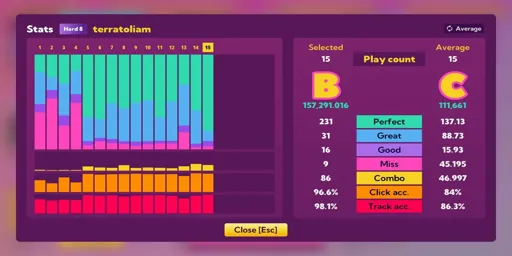 Stats Hard 8 terratoliam
Average
1 2 3 4 5 6 7 8 9 10 11 12 13 14 15
Selected Average
15 Play count 15
B C
157,291.016 111,661
231 Perfect 137.13
31 Great 88.73
16 Good 15.93
9 Miss 45.195
86 Combo 46.997
96.6% Click acc. 84%
98.1% Track acc. 86.3%
Close [Esc]